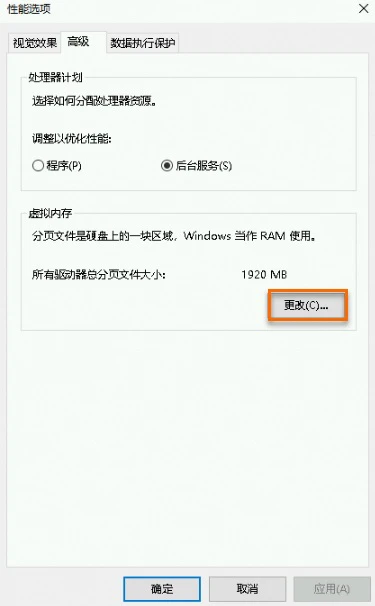 性能选项
视觉效果 高级 数据执行保护
处理器计划
选择如何分配处理器资源。
调整以优化性能:
程序(P) 后台服务(S)
虚拟内存
分页文件是硬盘上的一块区域，Windows 当作 RAM 使用。
所有驱动器总分页文件大小: 1920 MB
更改(C)...
确定 取消 应用(A)